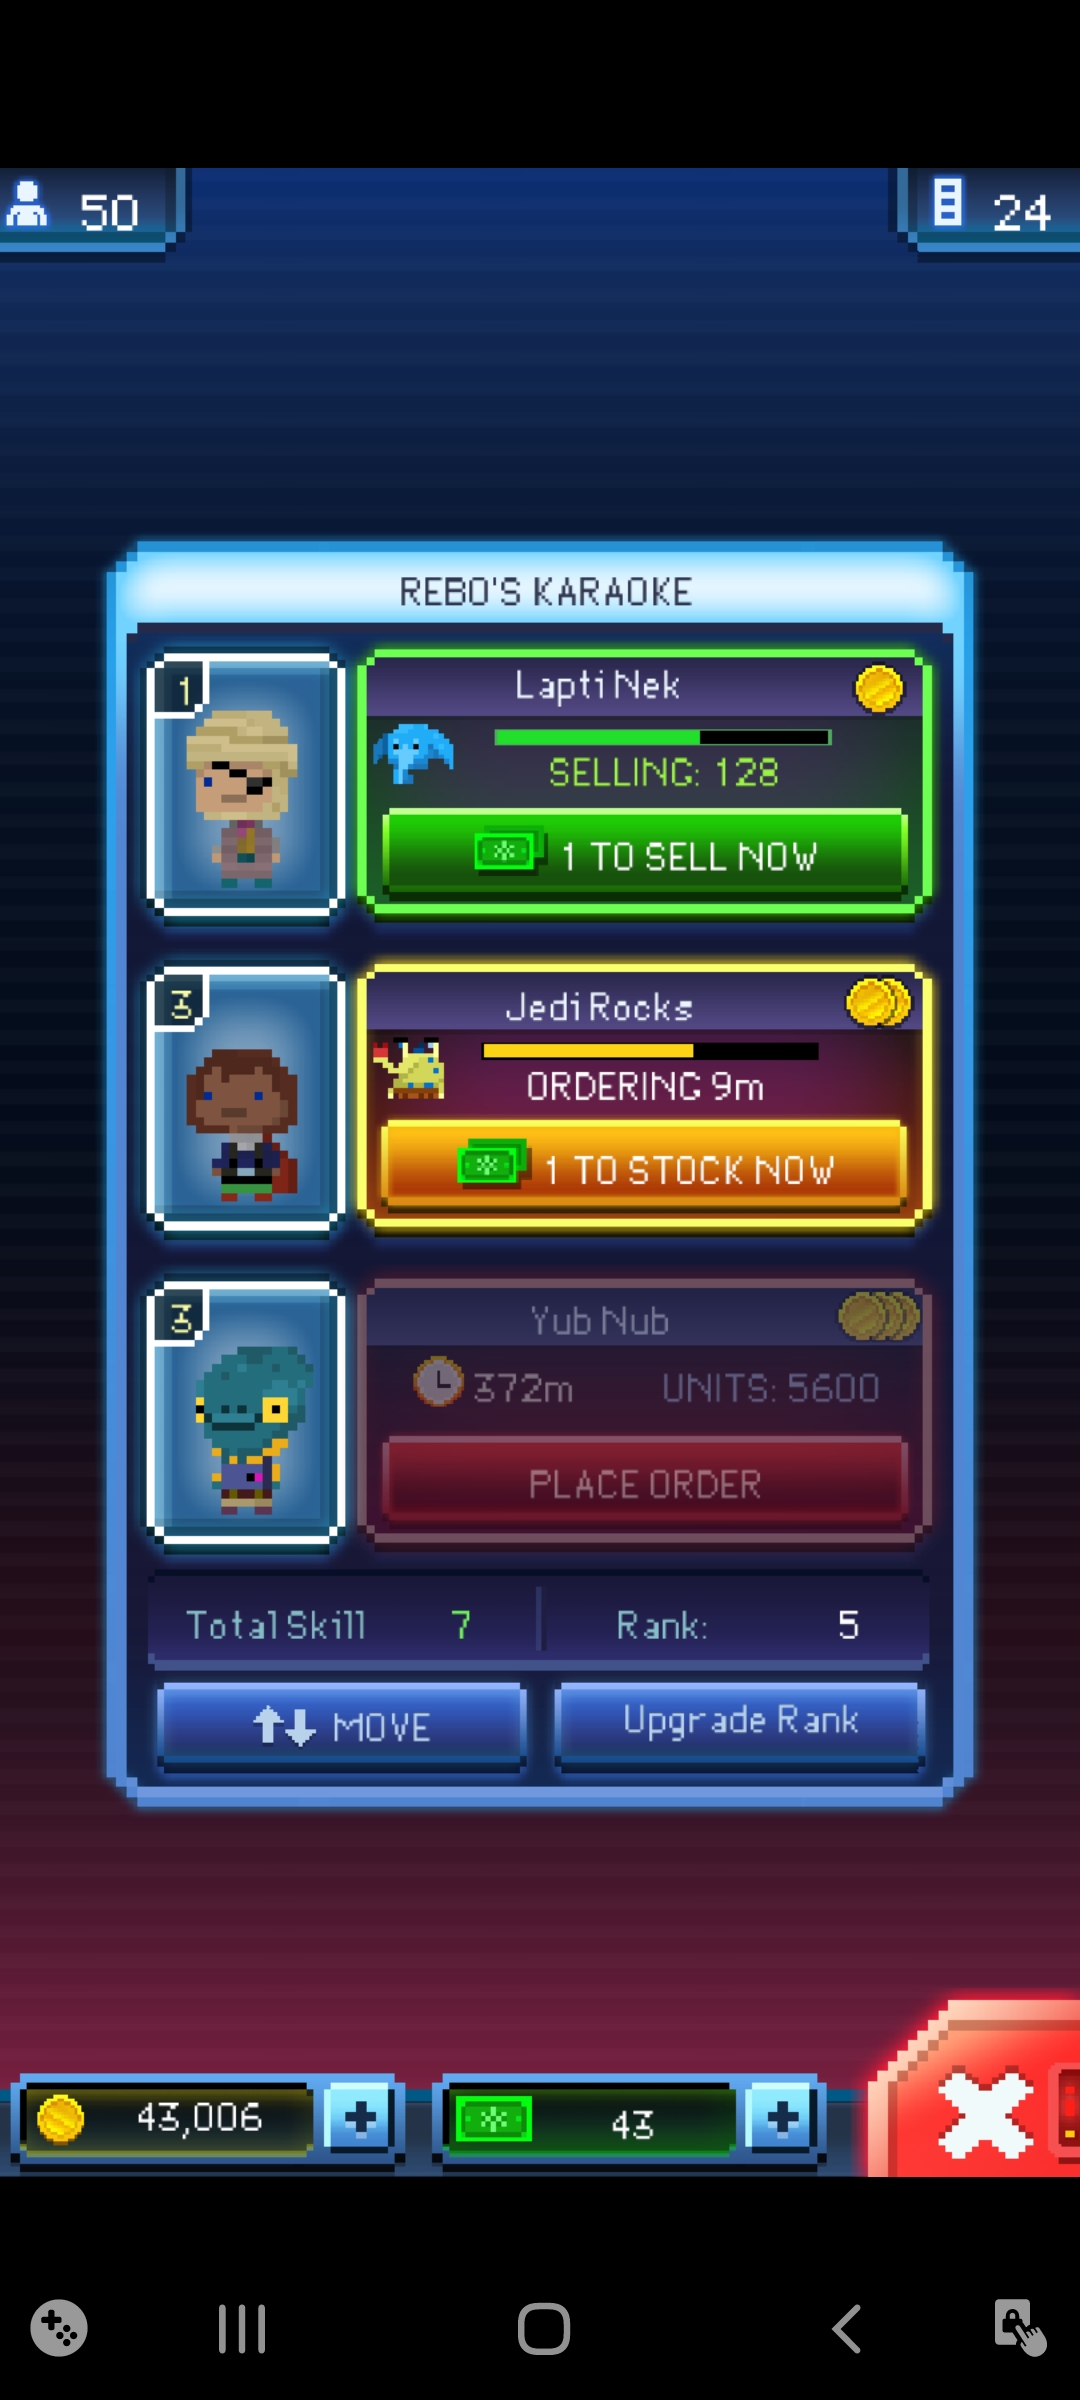 50
24
REBO'S KARAOKE
1
Lapti Nek
SELLING: 128
1 TO SELL NOW
3
Jedi Rocks
ORDERING 9m
1 TO STOCK NOW
3
Yub Nub
372m UNITS: 5600
PLACE ORDER
Total Skill 7 Rank: 5
MOVE Upgrade Rank
43,006 43